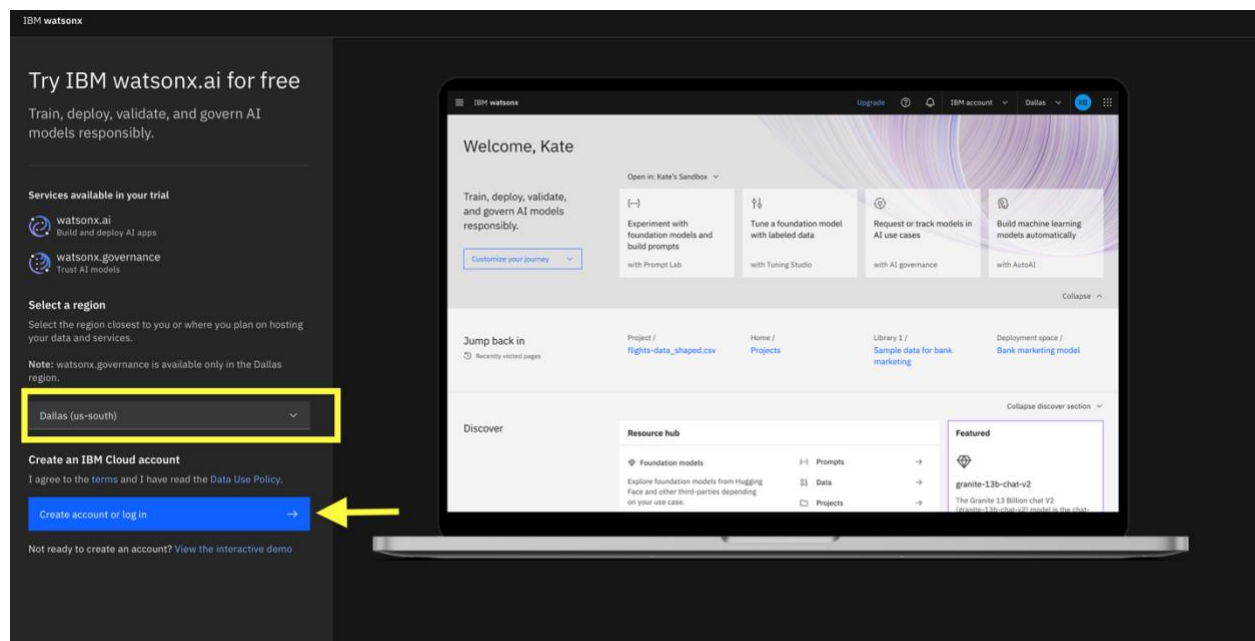 IBM watsonx
Try IBM watsonx.ai for free
Train, deploy, validate, and govern AI
models responsibly.
Services available in your trial
watsonx.ai
Build and deploy AI apps
watsonx.governance
Trust AI models
Select a region
Select the region closest to you or where you plan on hosting
your data and services.
Note: watsonx.governance is available only in the Dallas
region.
Dallas (us-south)
Create an IBM Cloud account
I agree to the terms and I have read the Data Use Policy.
Create account or log in
Not ready to create an account? View the interactive demo
IBM watsonx
Upgrade
IBM account
Dallas
KB
Welcome, Kate
Train, deploy, validate,
and govern AI models
responsibly.
Customize your journey
Open in: Kate's Sandbox
Experiment with
foundation models and
build prompts
with Prompt Lab
Tune a foundation model
with labeled data
with Tuning Studio
Request or track models in
AI use cases
with AI governance
Build machine learning
models automatically
with AutoAI
Collapse
Jump back in
Recently visited pages
Project /
flights-data_shaped.csv
Home /
Projects
Library 1 /
Sample data for bank
marketing
Deployment space /
Bank marketing model
Collapse discover section
Discover
Resource hub
Foundation models
Explore foundation models from Hugging
Face and other third-parties depending
on your use case.
Prompts
Data
Projects
Featured
granite-13b-chat-v2
The Granite 13 Billion chat V2
(granite-13b-chat-v2) model is the chat-